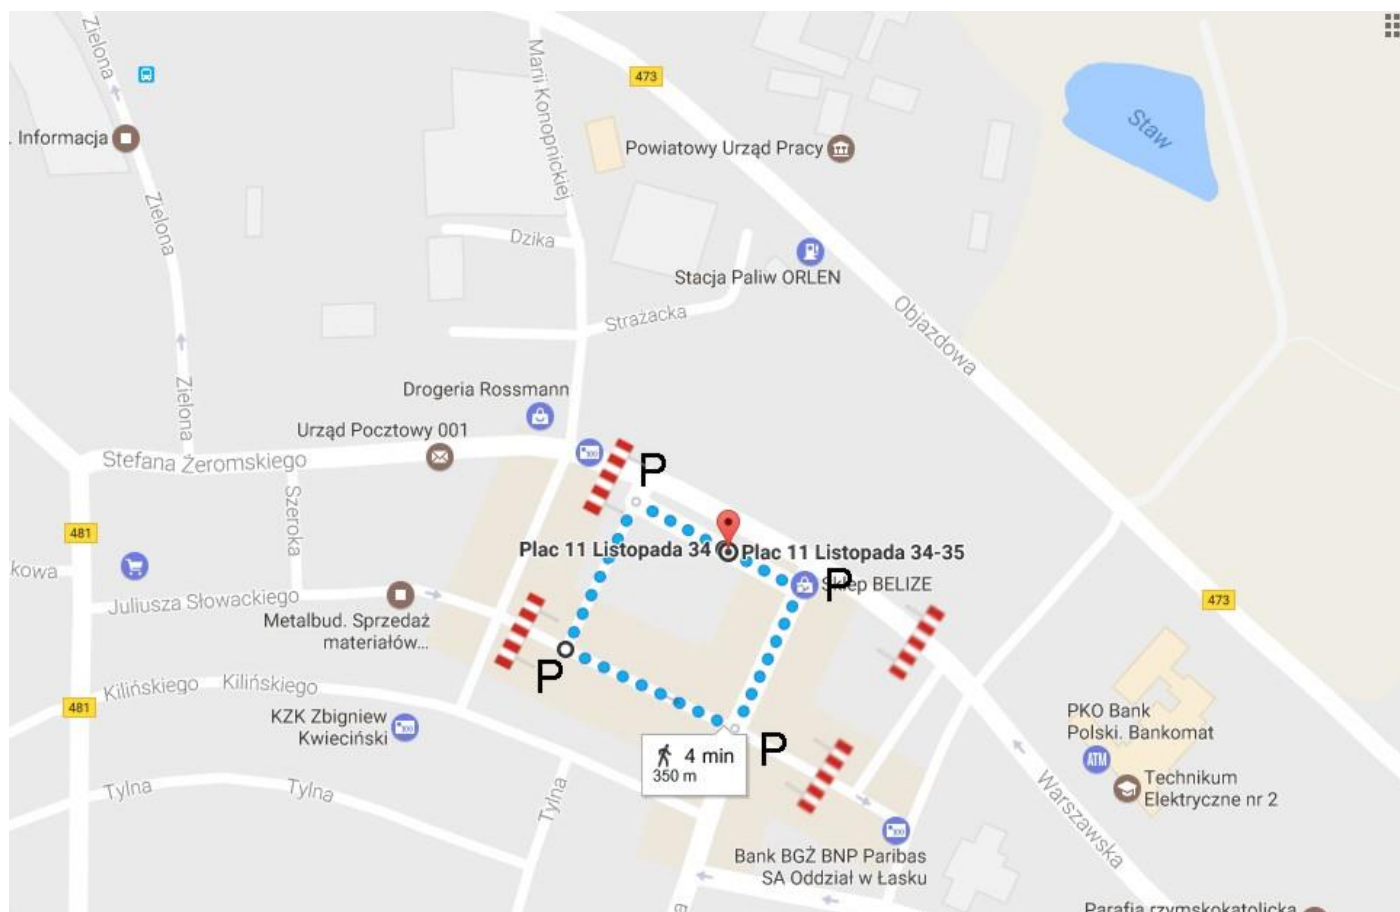 Zielona
473
Marii Konopnickiej
Staw
. Informacja
Powiatowy Urząd Pracy
Zielona
Dzika
Stacja Paliw ORLEN
Strażacka
Objazdowa
Zielona
Drogeria Rossmann
Urząd Pocztowy 001
Stefana Żeromskiego
P
Szeroka
481
Plac 11 Listopada 34
Plac 11 Listopada 34-35
kowa
P
Sklep BELIZE
473
Juliusza Słowackiego
Metalbud. Sprzedaż
materiałów...
P
Kilińskiego
Kilińskiego
481
KZK Zbigniew
Kwieciński
PKO Bank
Polski. Bankomat
ATM
P
4 min
350 m
Technikum
Elektryczne nr 2
Tylna
Tylna
Tylna
Warszawska
Bank BGŻ BNP Paribas
SA Oddział w Łasku
Parafia rzymskokatolicka